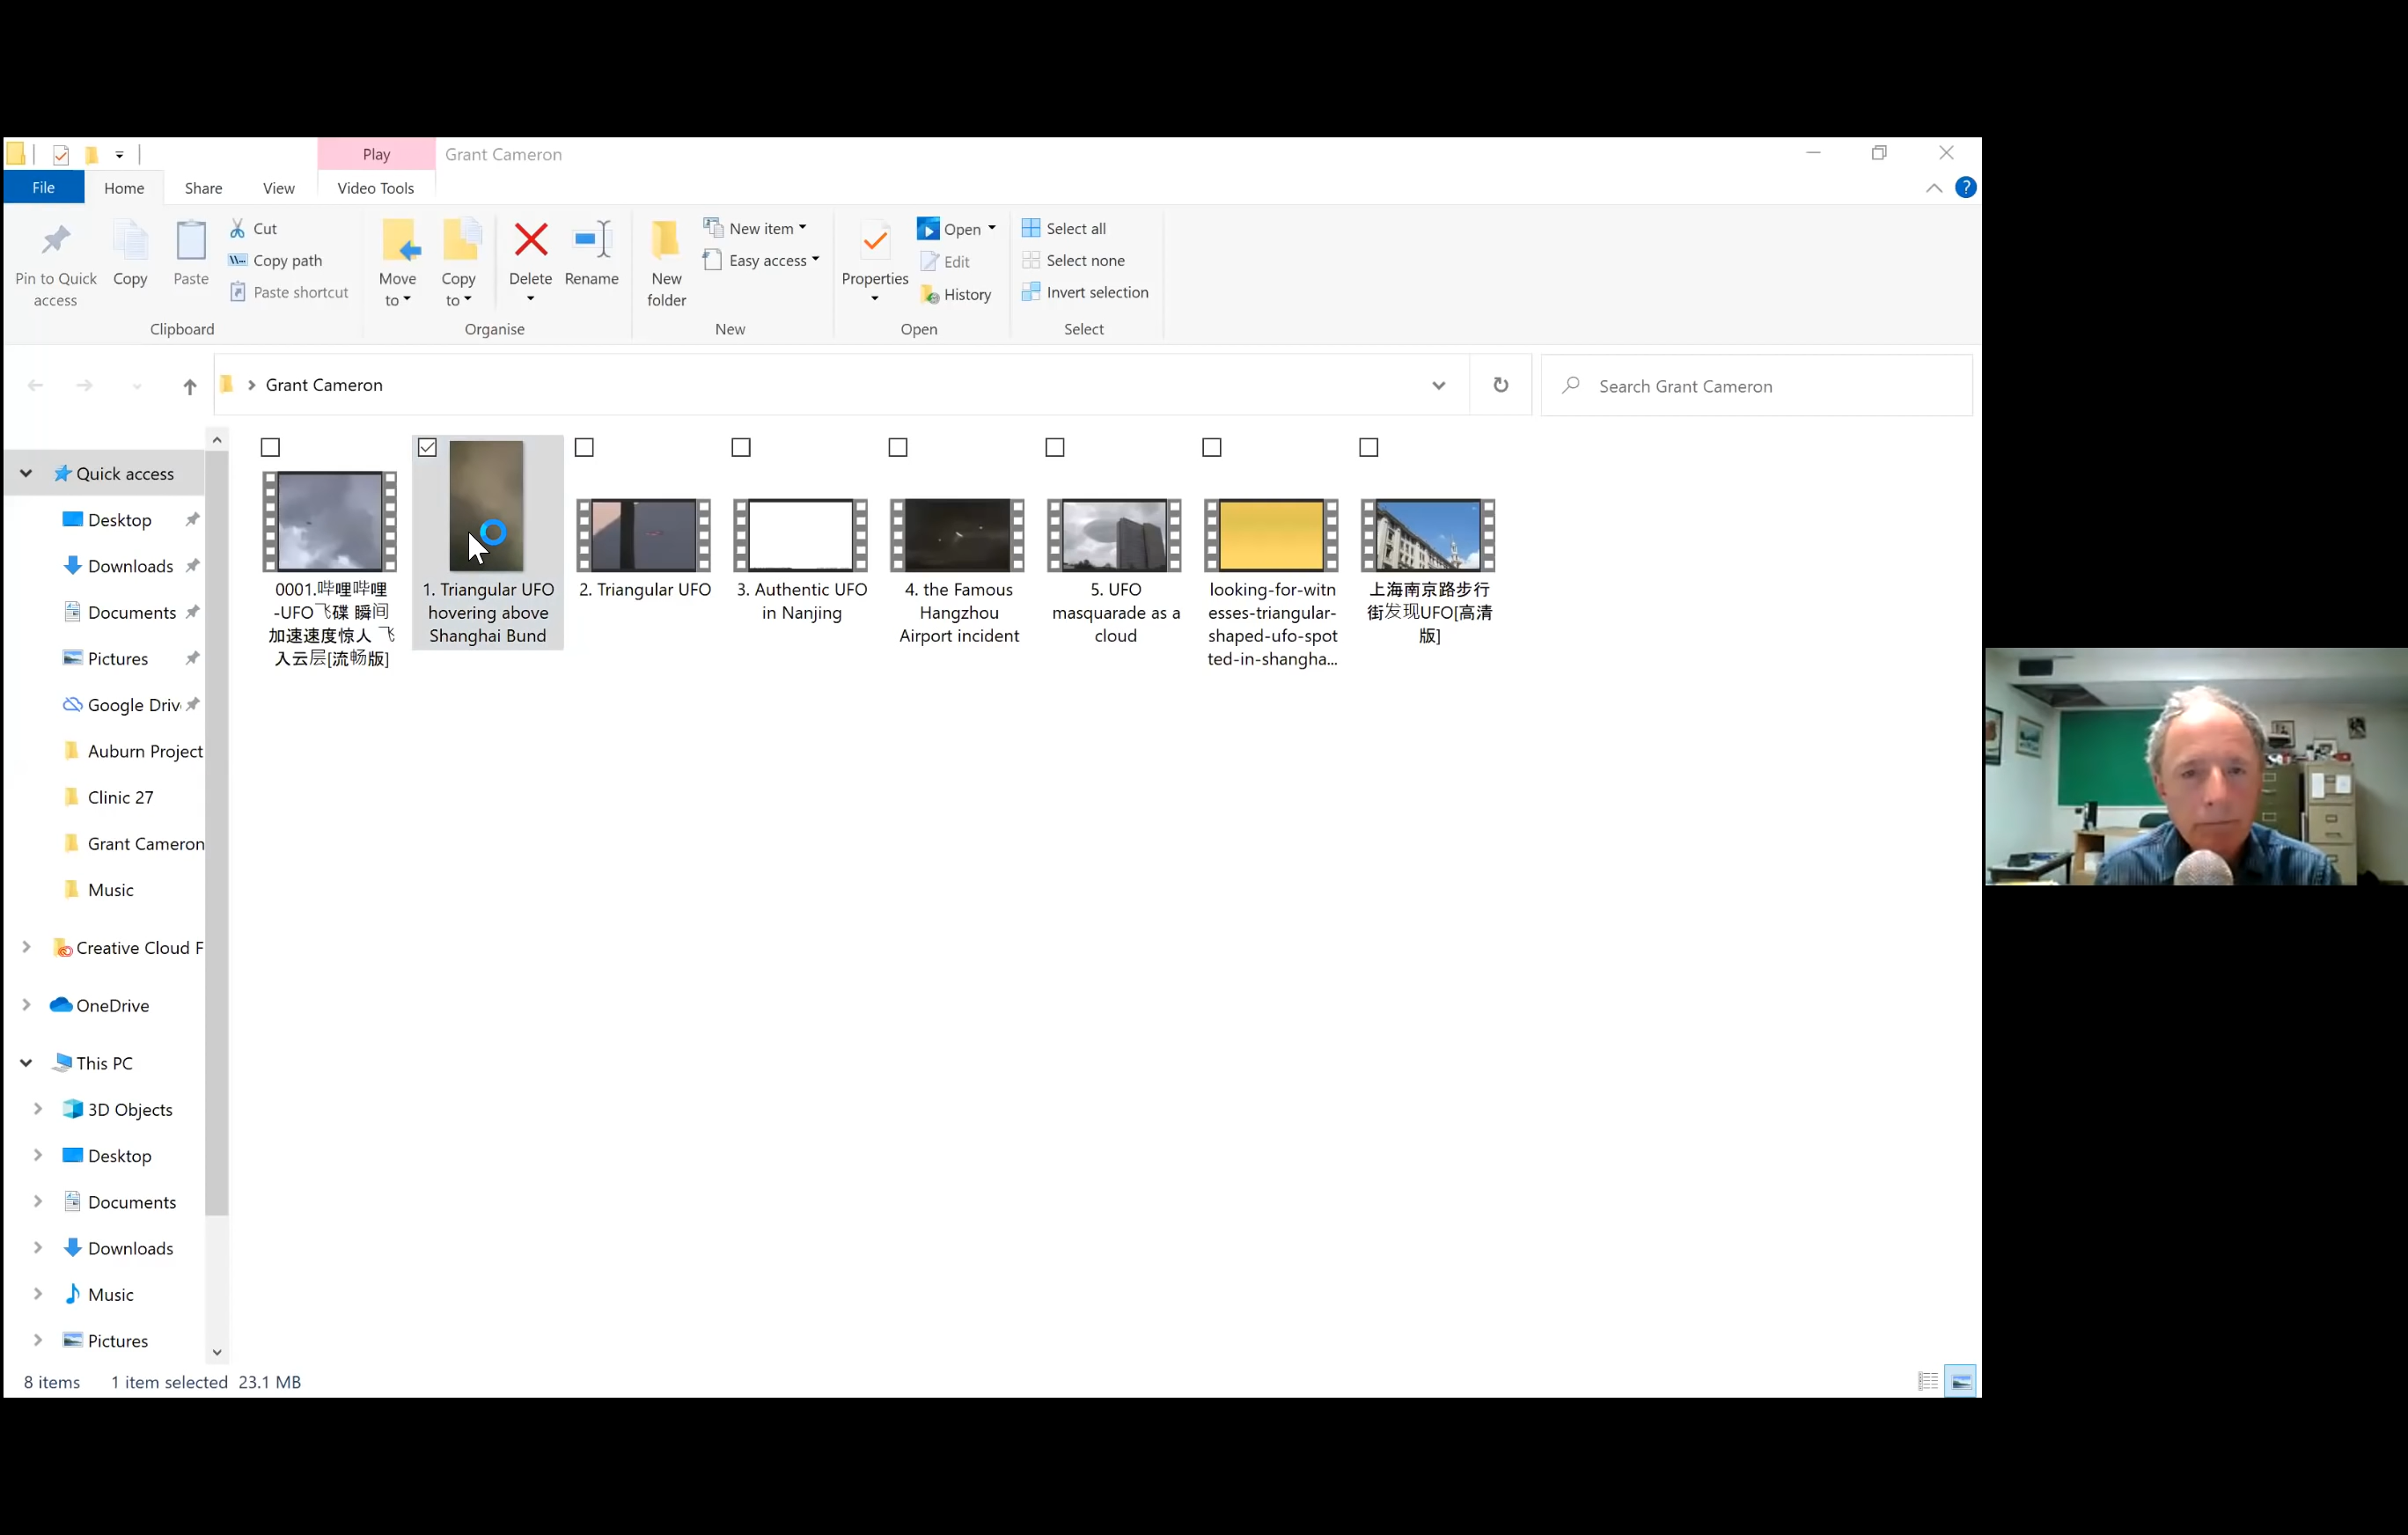 Play
Grant Cameron
File
Home
Share
View
Video Tools
Pin to Quick
access
Copy
Paste
Cut
Copy path
Paste shortcut
Clipboard
Move
to
Copy
to
Delete
Rename
Organise
New
folder
New item
Easy access
New
Properties
Open
Edit
History
Open
Select all
Select none
Invert selection
Select
Grant Cameron
Search Grant Cameron
Quick access
Desktop
Downloads
Documents
Pictures
Google Driv
Auburn Project
Clinic 27
Grant Cameron
Music
Creative Cloud F
OneDrive
This PC
3D Objects
Desktop
Documents
Downloads
Music
Pictures
0001.哔哩哔哩
-UFO飞碟 瞬间
加速速度惊人 飞
入云层[流畅版]
1. Triangular UFO
hovering above
Shanghai Bund
2. Triangular UFO
3. Authentic UFO
in Nanjing
4. the Famous
Hangzhou
Airport incident
5. UFO
masquarade as a
cloud
looking-for-witn
esses-triangular-
shaped-ufo-spot
ted-in-shangha...
上海南京路步行
街发现UFO[高清
版]
8 items
1 item selected 23.1 MB